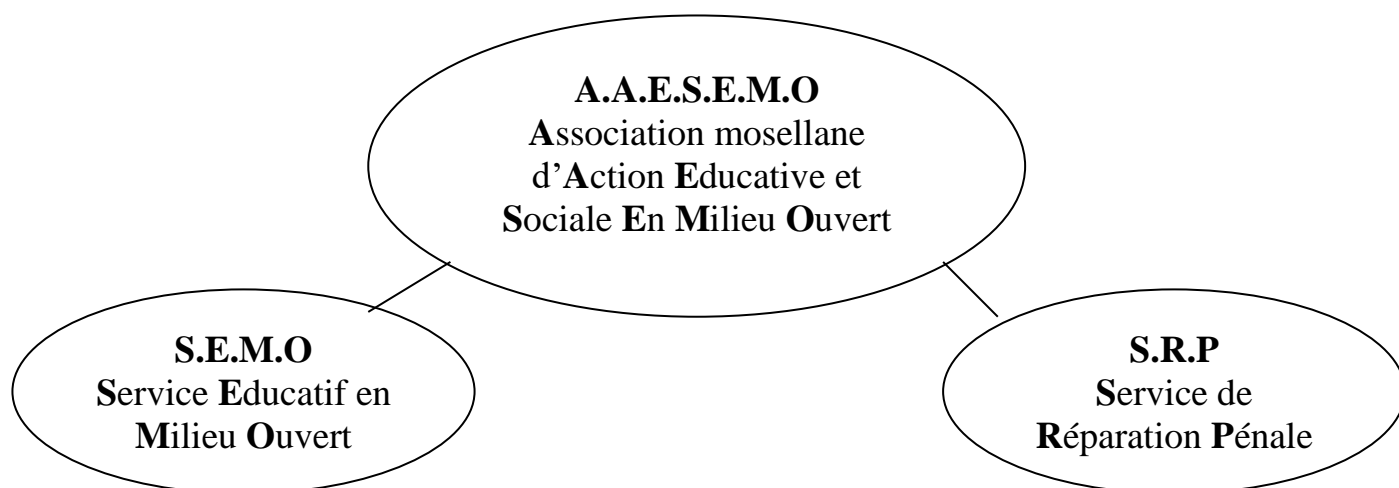 A.A.E.S.E.M.O
Association mosellane
d’Action Educative et
Sociale En Milieu Ouvert
S.E.M.O
Service Educatif en
Milieu Ouvert
S.R.P
Service de
Réparation Pénale